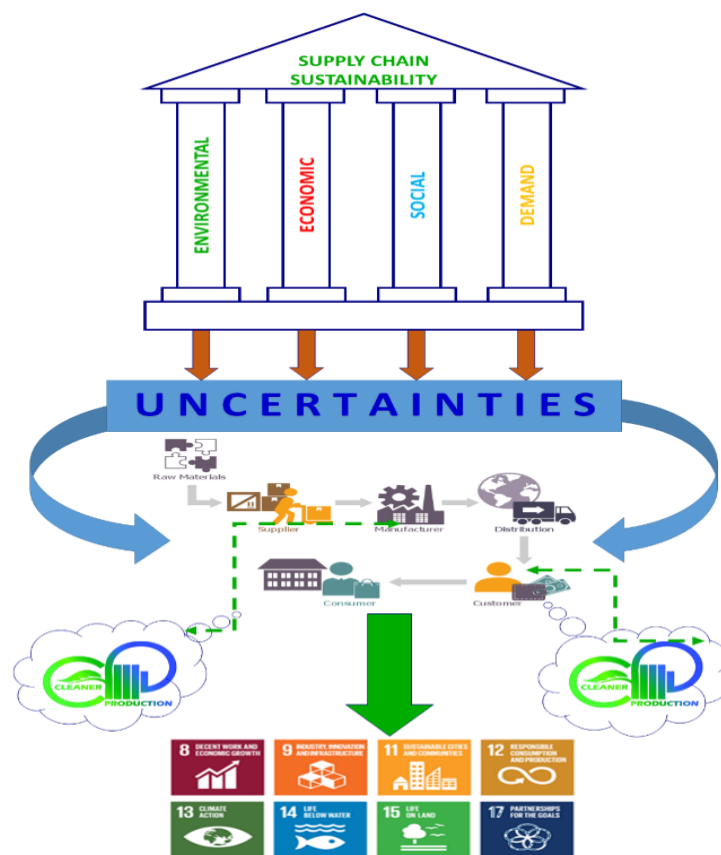 SUPPLY CHAIN
SUSTAINABILITY
ENVIRONMENTAL
ECONOMIC
SOCIAL
DEMAND
UNCERTAINTIES
Raw Materials
Supplier
Manufacturer
Distribution
Consumer
Customer
CLEANER
PRODUCTION
CLEANER
PRODUCTION
8 DECENT WORK AND
ECONOMIC GROWTH
9 INDUSTRY, INNOVATION
AND INFRASTRUCTURE
11 SUSTAINABLE CITIES
AND COMMUNITIES
12 RESPONSIBLE
CONSUMPTION
AND PRODUCTION
13 CLIMATE
ACTION
14 LIFE
BELOW WATER
15 LIFE
ON LAND
17 PARTNERSHIPS
FOR THE GOALS